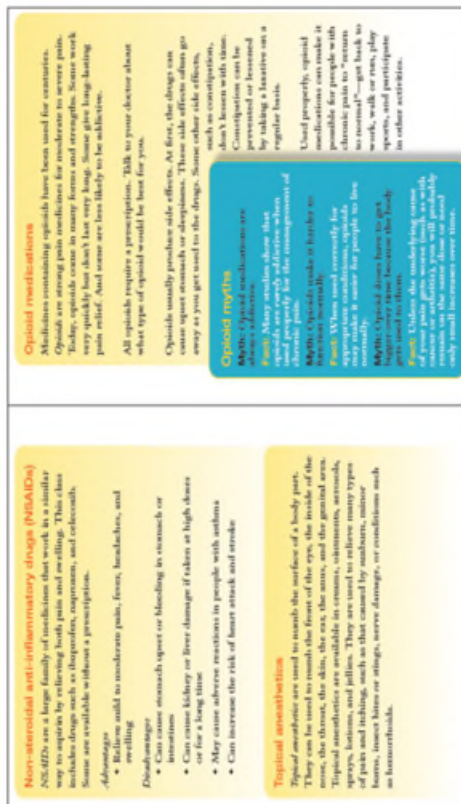 Non-steroidal anti-inflammatory drugs (NSAIDs)
NSAIDs are a large family of medicines that work in a similar
way to aspirin by relieving both pain and swelling. This class
includes drugs such as ibuprofen, naproxen, and celecoxib.
Some are available without a prescription.
Advantages
• Relieve mild to moderate pain, fever, headaches, and
swelling
Disadvantages
• Can cause stomach upset or bleeding in stomach or
intestines
• Can cause kidney or liver damage if taken at high doses
or for a long time
• May cause adverse reactions in people with asthma
• Can increase the risk of heart attack and stroke
Topical anesthetics
Topical anesthetics are used to numb the surface of a body part.
They can be used to numb the front of the eye, the inside of the
nose, the throat, the skin, the ear, the anus, and the genital area.
Topical anesthetics are available in creams, ointments, aerosols,
sprays, lotions, and jellies. They are used to relieve many types
of pain and itching, such as that caused by sunburn, minor
burns, insect bites or stings, nerve damage, or conditions such
as hemorrhoids.
Opioid medications
Medicines containing opioids have been used for centuries.
Opioids are strong pain medicines for moderate to severe pain.
Today, opioids come in many forms and strengths. Some work
very quickly but don't last very long. Some give long-lasting
pain relief. And some are less likely to be addictive.
All opioids require a prescription. Talk to your doctor about
what type of opioid would be best for you.
Opioids usually produce side effects. At first, the drugs can
cause upset stomach or sleepiness. These side effects often go
away as you get used to the drugs. Some other side effects,
such as constipation,
don't lessen with time.
Constipation can be
prevented or lessened
by taking a laxative on a
regular basis.
Used properly, opioid
medications can make it
possible for people with
chronic pain to "return
to normal"—get back to
work, walk or run, play
sports, and participate
in other activities.
Opioid myths
Myth: Opioid medications are
always addictive.
Fact: Many studies show that
opioids are rarely addictive when
used properly for the management of
chronic pain.
Myth: Opioids make it harder to
function normally.
Fact: When used correctly for
appropriate conditions, opioids
may make it easier for people to live
normally.
Myth: Opioid doses have to get
bigger over time because the body
gets used to them.
Fact: Unless the underlying cause
of your pain gets worse (such as with
cancer or arthritis), you will probably
remain on the same dose or need
only small increases over time.